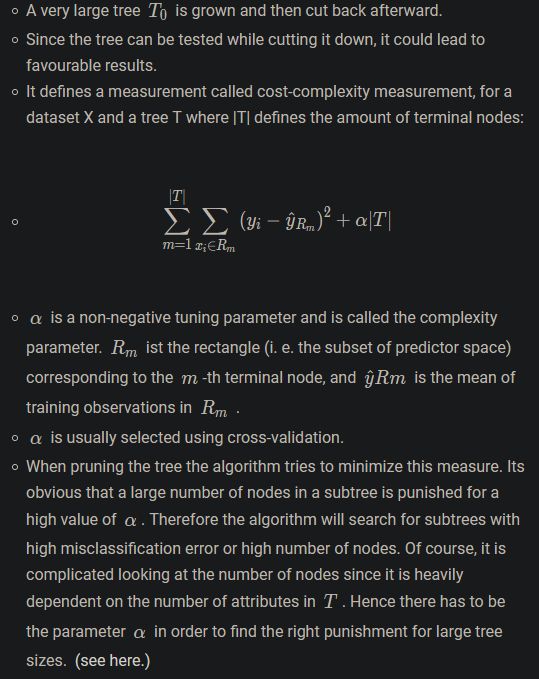 A very large tree T₀ is grown and then cut back afterward.
Since the tree can be tested while cutting it down, it could lead to
favourable results.
It defines a measurement called cost-complexity measurement, for a
dataset X and a tree T where |T| defines the amount of terminal nodes:
\sum_{m=1}^{|T|} \sum_{x_i \in R_m} (y_i - \hat{y}_{R_m})^2 + \alpha|T|
α is a non-negative tuning parameter and is called the complexity
parameter. R_m ist the rectangle (i. e. the subset of predictor space)
corresponding to the m -th terminal node, and ŷRm is the mean of
training observations in R_m .
α is usually selected using cross-validation.
When pruning the tree the algorithm tries to minimize this measure. Its
obvious that a large number of nodes in a subtree is punished for a
high value of α . Therefore the algorithm will search for subtrees with
high misclassification error or high number of nodes. Of course, it is
complicated looking at the number of nodes since it is heavily
dependent on the number of attributes in T . Hence there has to be
the parameter α in order to find the right punishment for large tree
sizes. (see here.)